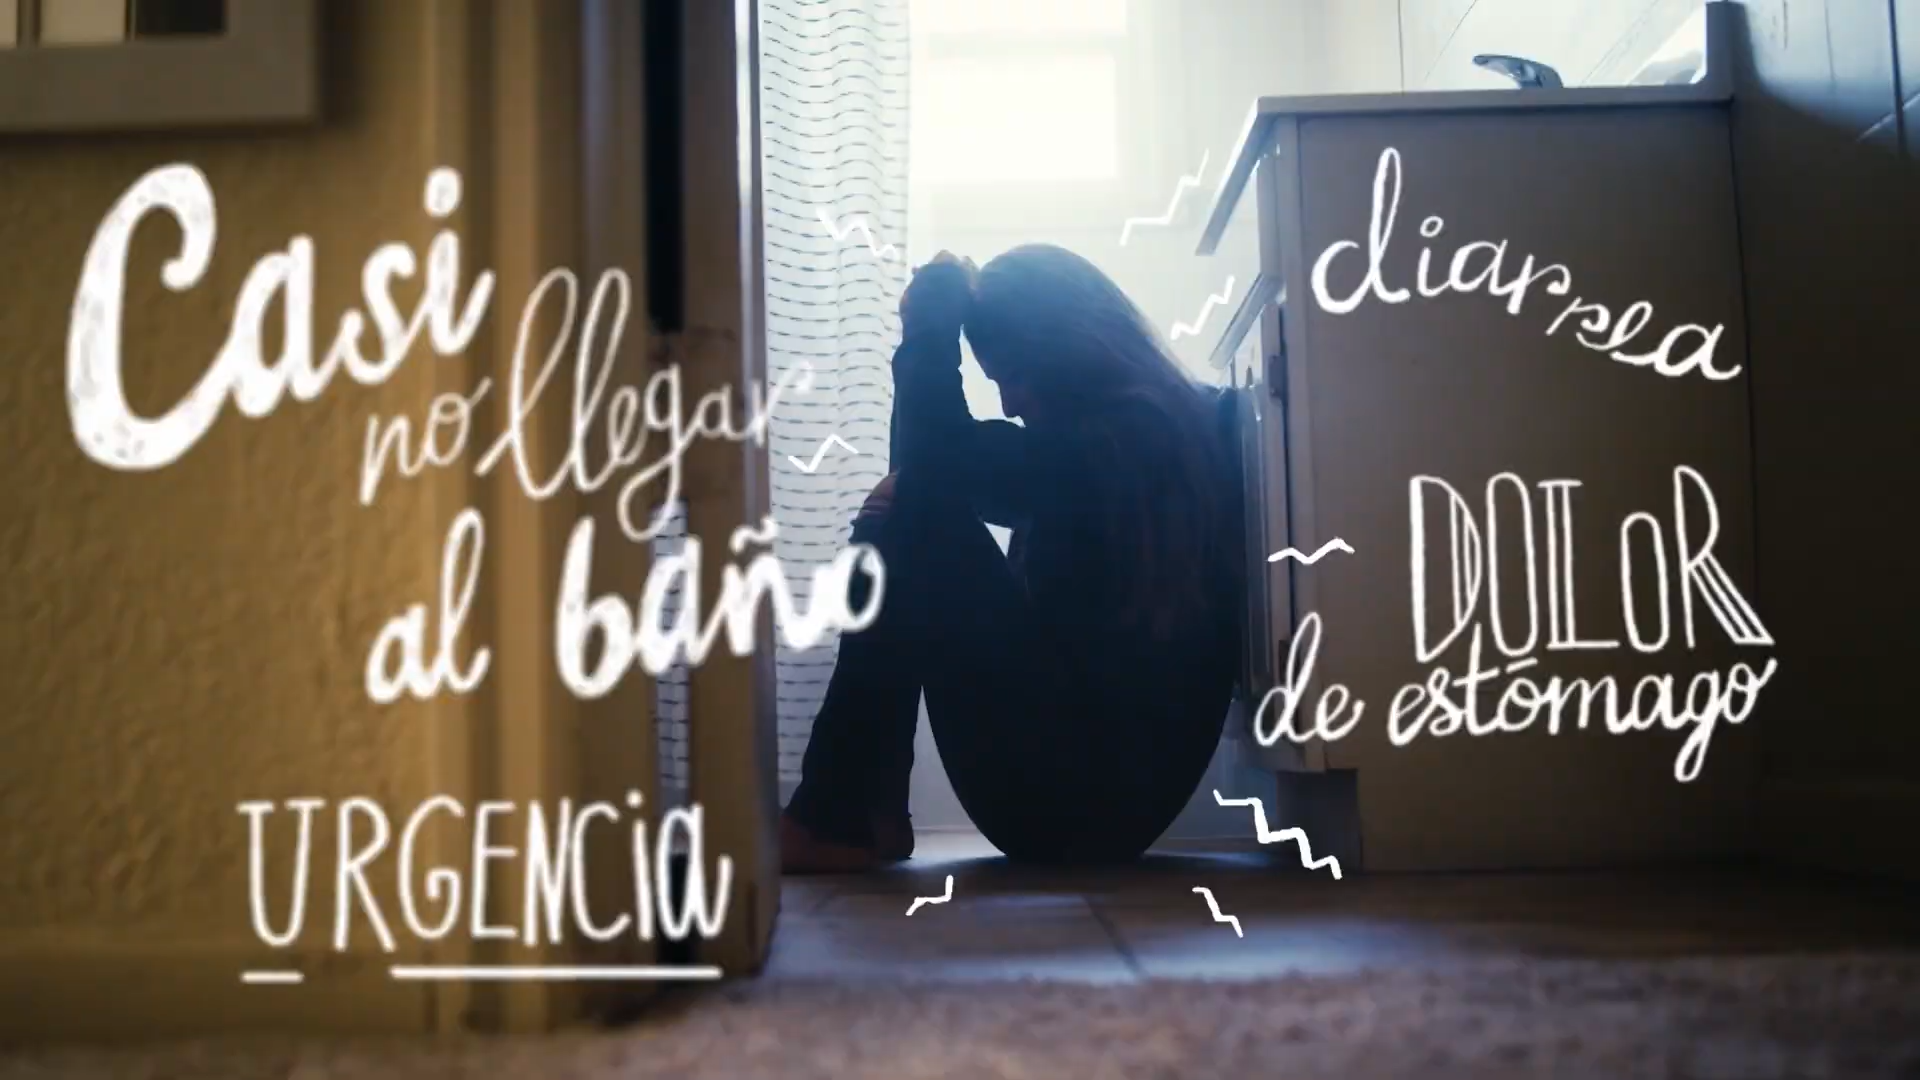 Casi
no llegar
al baño
URGENCia
diarrea
DOLOR
de estómago